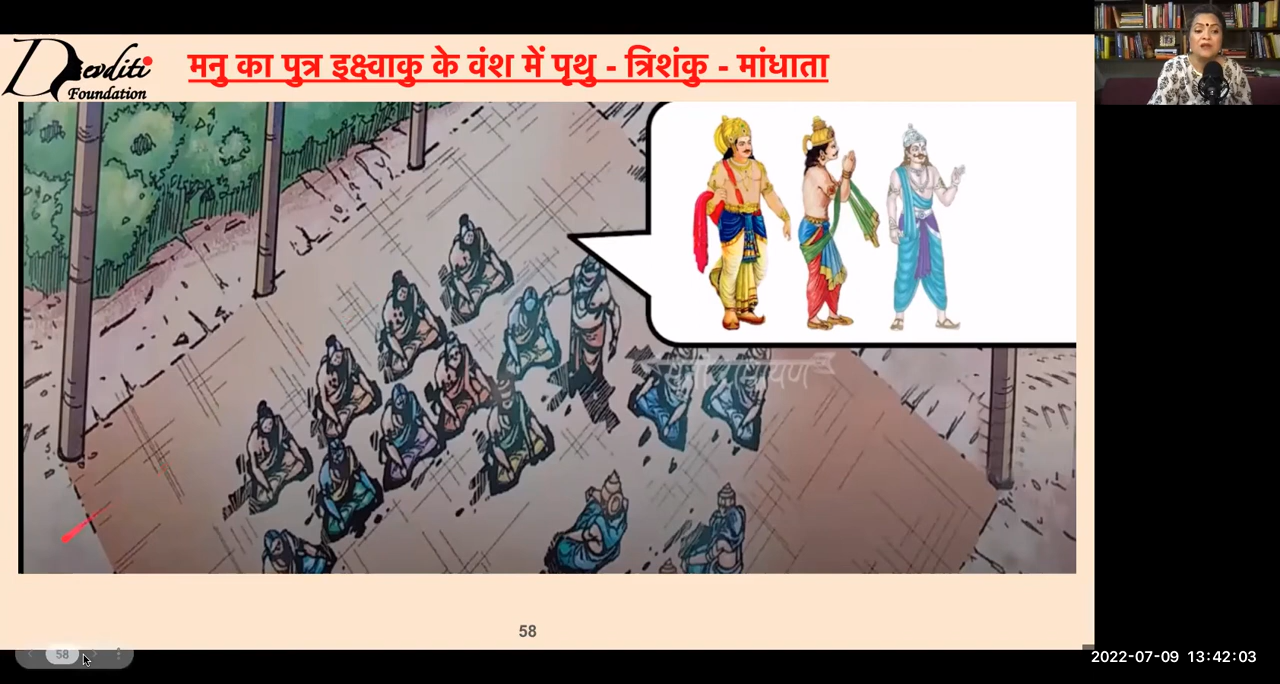 Devditi
Foundation
मनु का पुत्र इक्ष्वाकु के वंश में पृथु - त्रिशंकु - मांधाता
58
58
2022-07-09 13:42:03